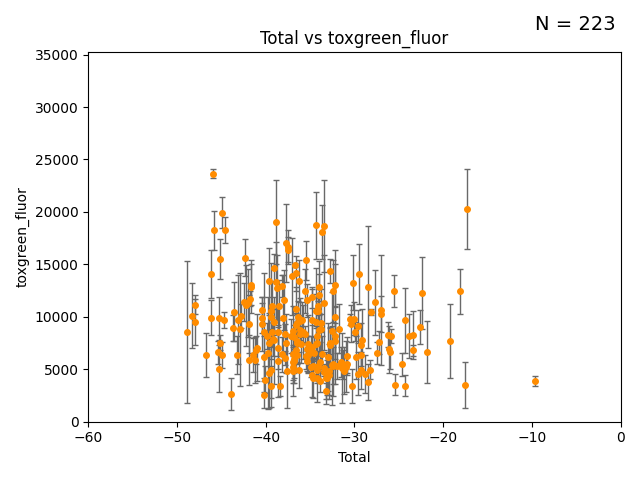 N = 223
Total vs toxgreen_fluor
35000
30000
25000
20000
15000
10000
5000
0
toxgreen_fluor
−60 −50 −40 −30 −20 −10 0
Total